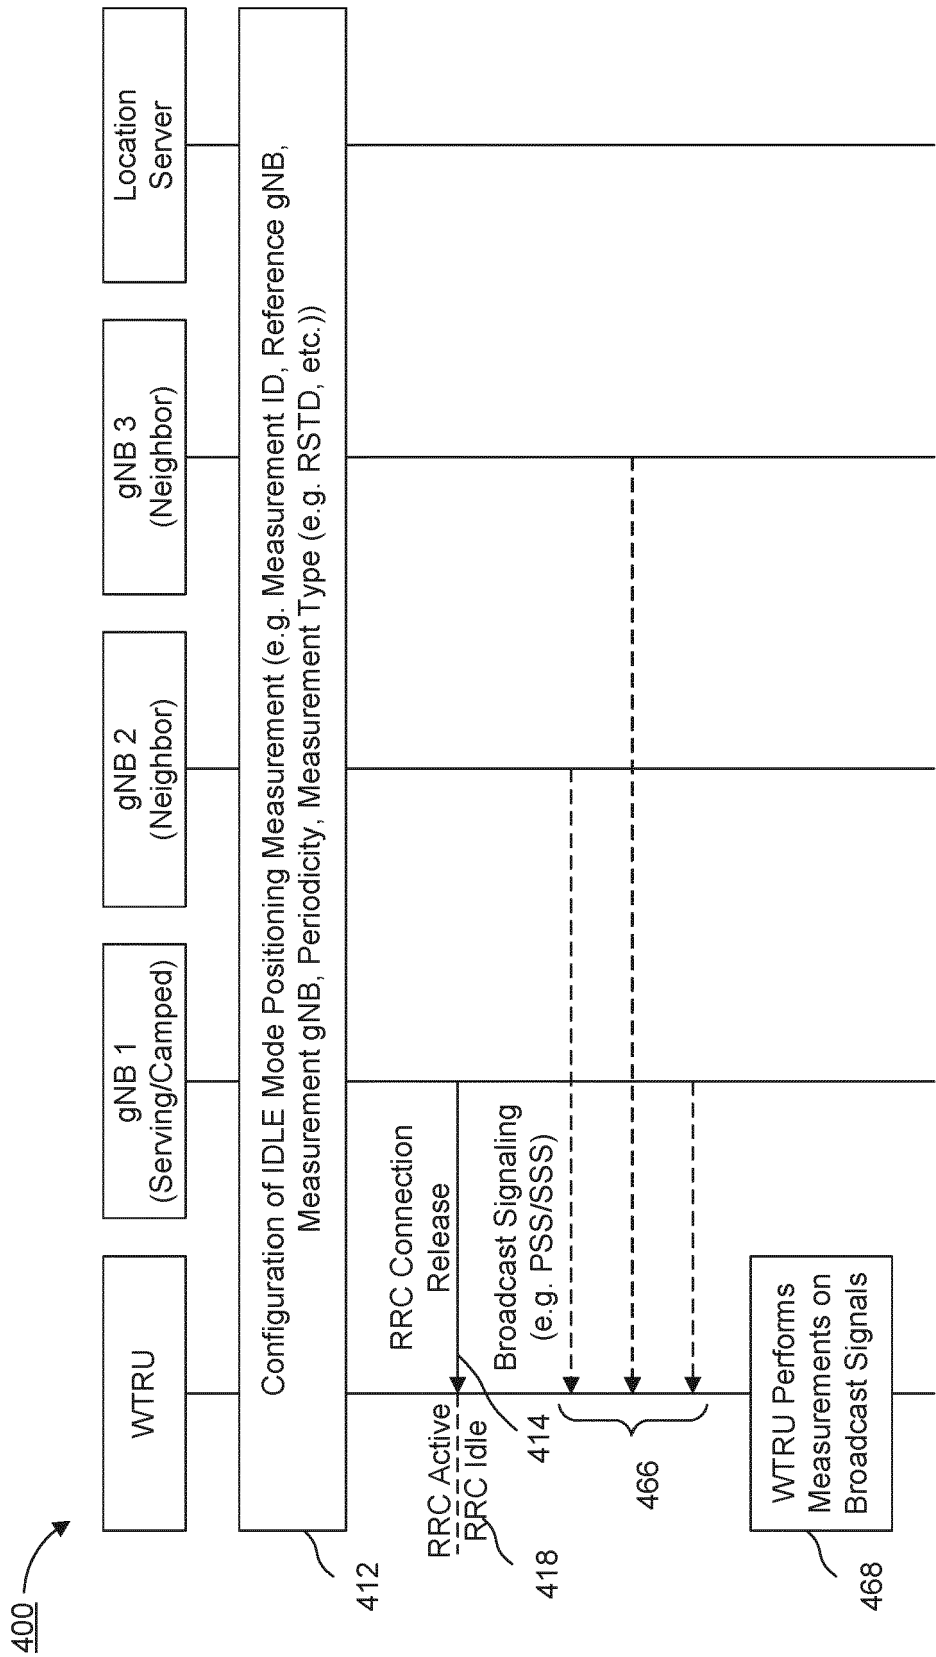 400
WTRU
gNB 1
(Serving/Camped)
gNB 2
(Neighbor)
gNB 3
(Neighbor)
Location
Server
Configuration of IDLE Mode Positioning Measurement (e.g. Measurement ID, Reference gNB,
Measurement gNB, Periodicity, Measurement Type (e.g. RSTD, etc.))
412
RRC Connection
Release
RRC Active
RRC Idle
414
418
Broadcast Signaling
(e.g. PSS/SSS)
466
WTRU Performs
Measurements on
Broadcast Signals
468